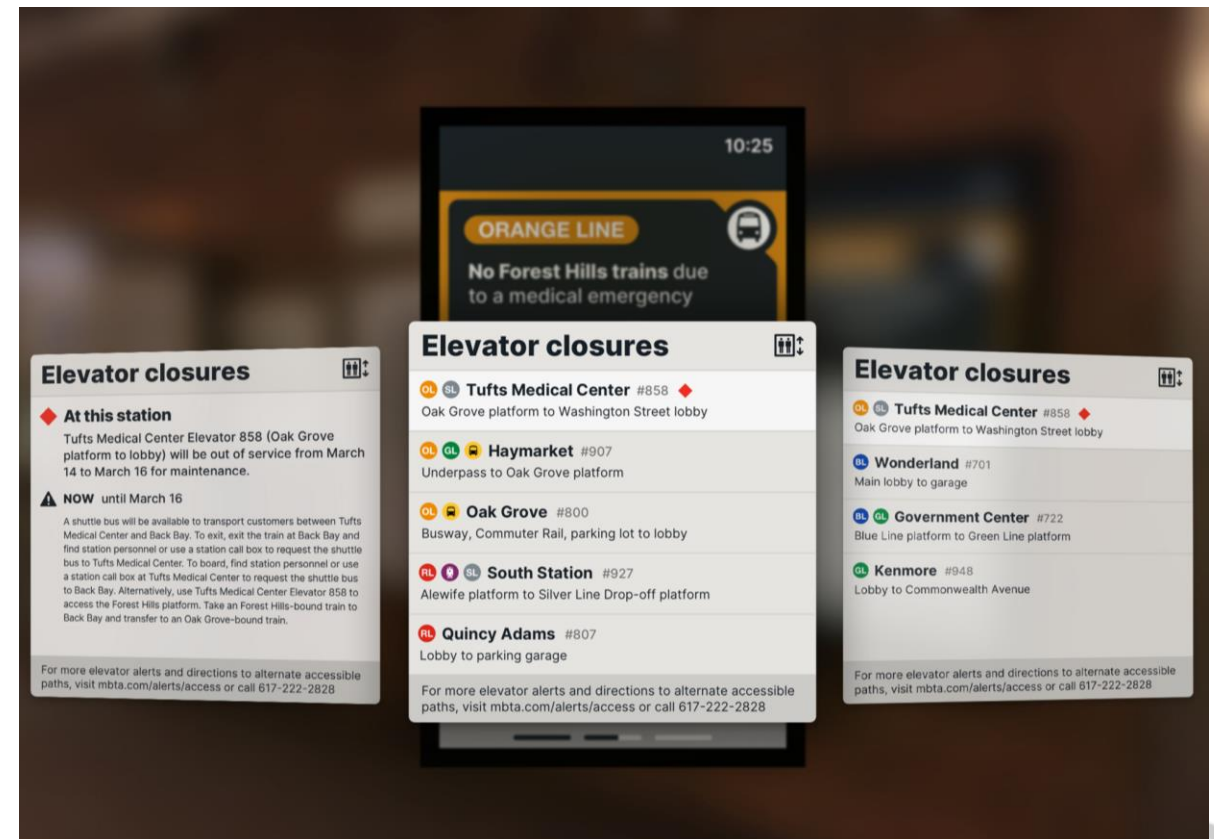 10:25
ORANGE LINE
No Forest Hills trains due
to a medical emergency
Elevator closures
At this station
Tufts Medical Center Elevator 858 (Oak Grove
platform to lobby) will be out of service from March
14 to March 16 for maintenance.
NOW until March 16
A shuttle bus will be available to transport customers between Tufts
Medical Center and Back Bay. To exit, exit the train at Back Bay and
find station personnel or use a station call box to request the shuttle
bus to Tufts Medical Center. To board, find station personnel or use
a station call box at Tufts Medical Center to request the shuttle bus
to Back Bay. Alternatively, use Tufts Medical Center Elevator 858 to
access the Forest Hills platform. Take an Forest Hills-bound train to
Back Bay and transfer to an Oak Grove-bound train.
For more elevator alerts and directions to alternate accessible
paths, visit mbta.com/alerts/access or call 617-222-2828
Elevator closures
OL SL Tufts Medical Center #858
Oak Grove platform to Washington Street lobby
OL GL Haymarket #907
Underpass to Oak Grove platform
OL Oak Grove #800
Busway, Commuter Rail, parking lot to lobby
RL SL South Station #927
Alewife platform to Silver Line Drop-off platform
RL Quincy Adams #807
Lobby to parking garage
For more elevator alerts and directions to alternate accessible
paths, visit mbta.com/alerts/access or call 617-222-2828
Elevator closures
OL SL Tufts Medical Center #858
Oak Grove platform to Washington Street lobby
BL Wonderland #701
Main lobby to garage
BL GL Government Center #722
Blue Line platform to Green Line platform
GL Kenmore #948
Lobby to Commonwealth Avenue
For more elevator alerts and directions to alternate accessible
paths, visit mbta.com/alerts/access or call 617-222-2828